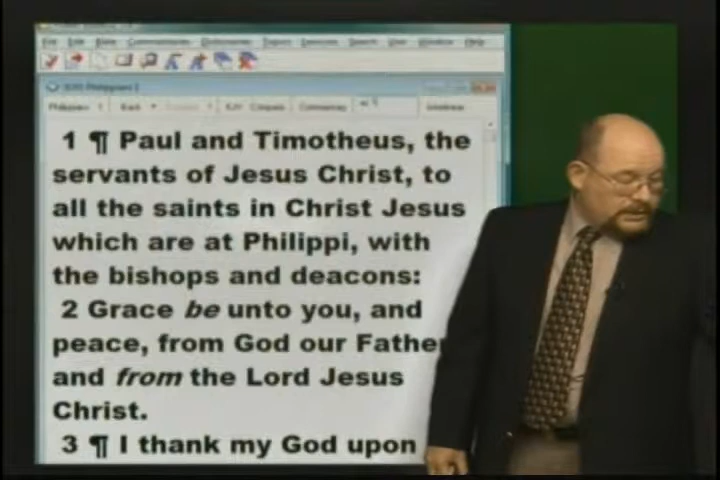 1 ¶ Paul and Timotheus, the
servants of Jesus Christ, to
all the saints in Christ Jesus
which are at Philippi, with
the bishops and deacons:
2 Grace be unto you, and
peace, from God our Father
and from the Lord Jesus
Christ.
3 ¶ I thank my God upon